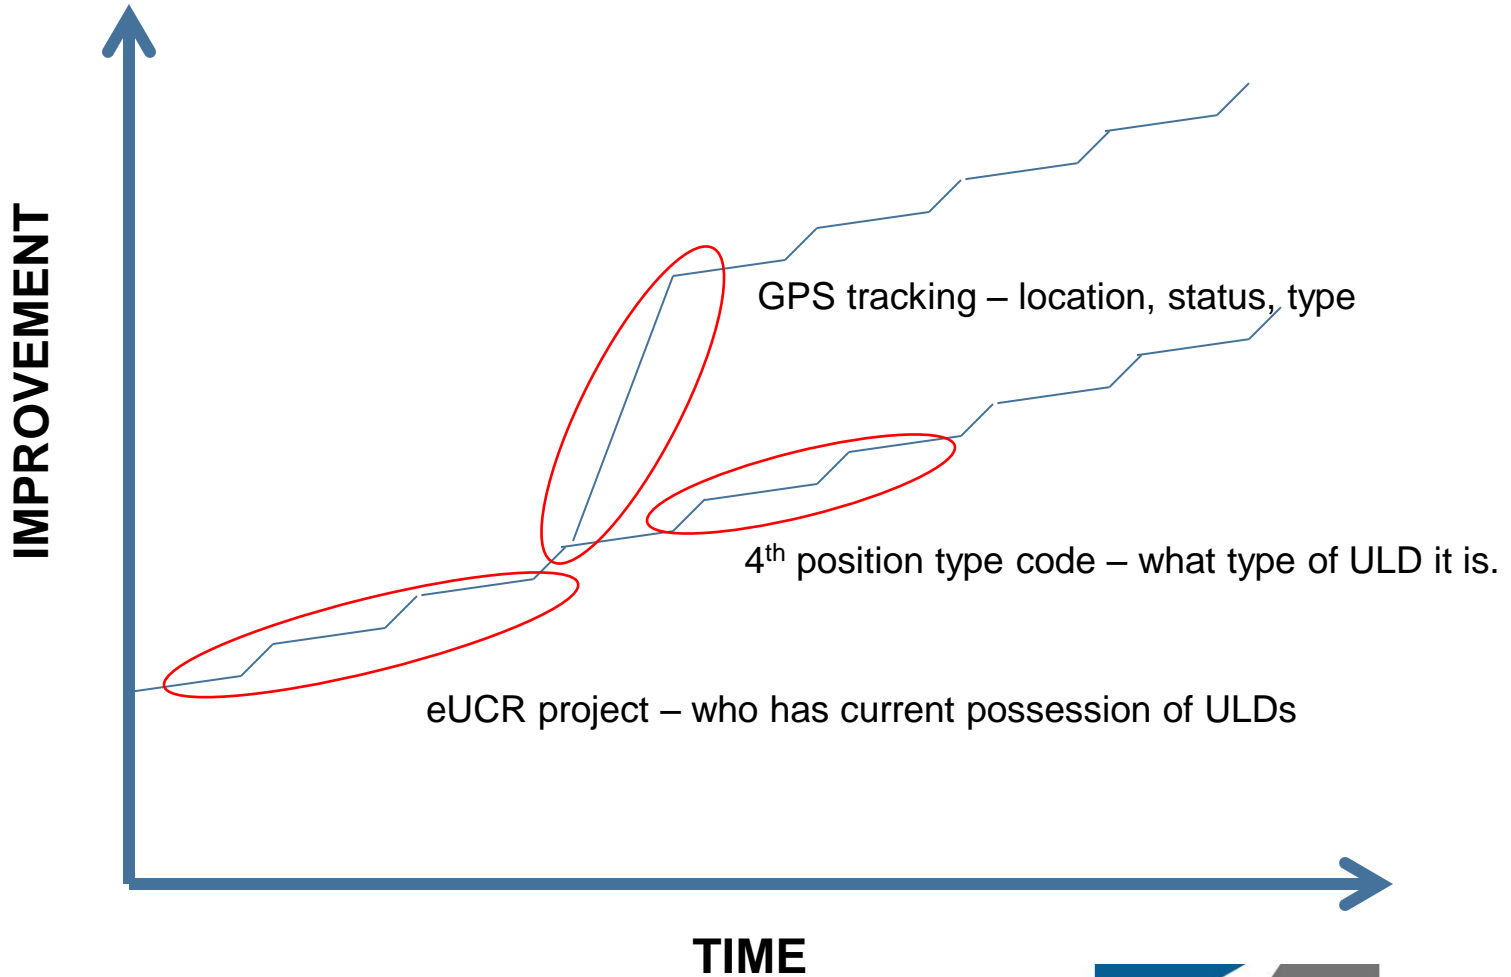 IMPROVEMENT
GPS tracking – location, status, type
4th position type code – what type of ULD it is.
eUCR project – who has current possession of ULDs
TIME